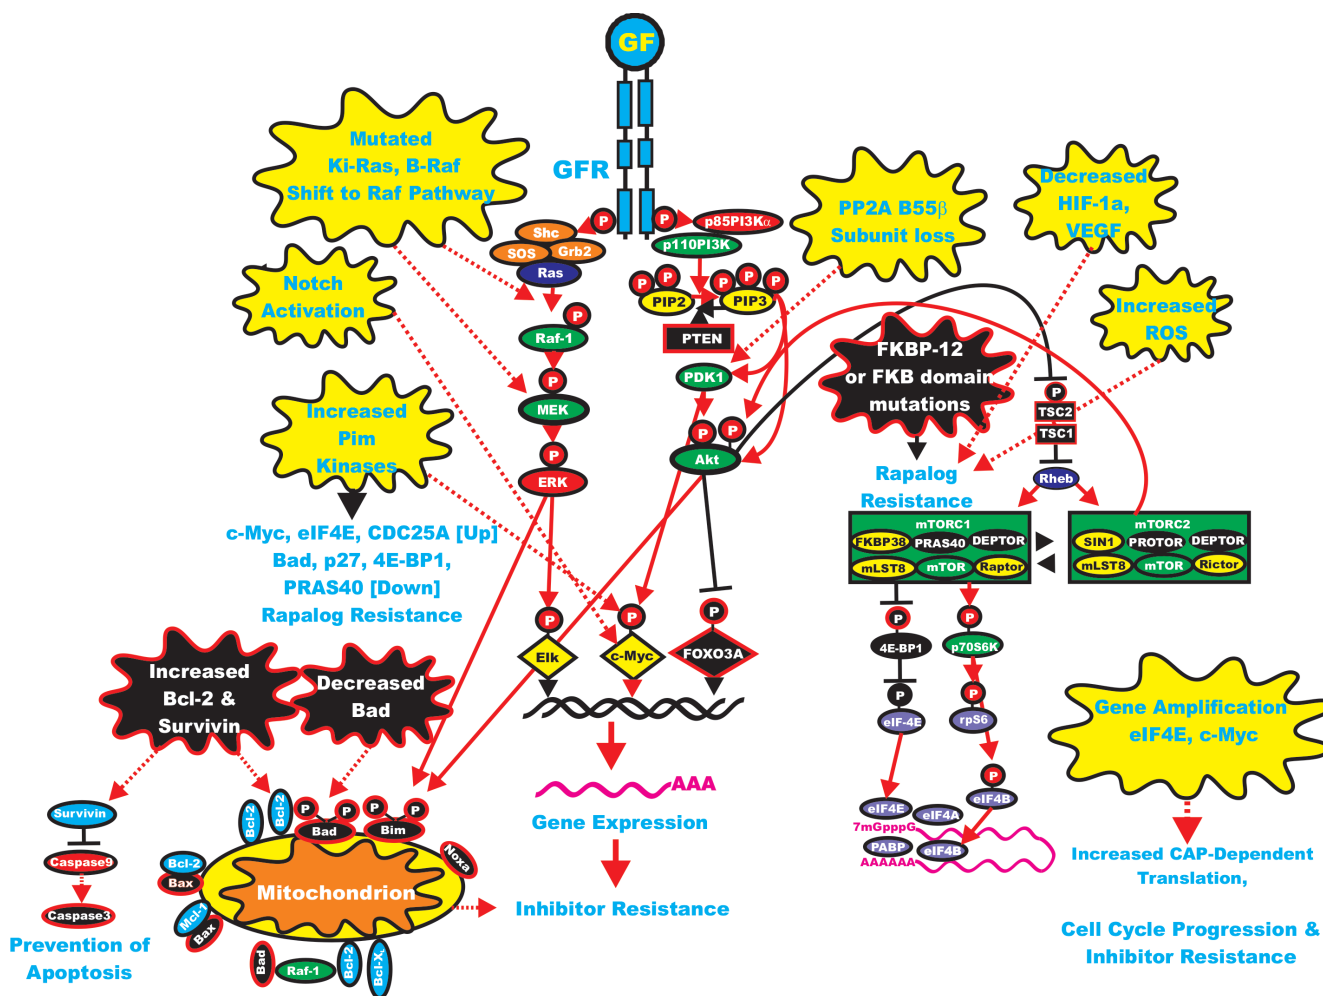 GF
GFR
Mutated
Ki-Ras, B-Raf
Shift to Raf Pathway
Notch
Activation
Increased
Pim
Kinases
c-Myc, eIF4E, CDC25A [Up]
Bad, p27, 4E-BP1,
PRAS40 [Down]
Rapalog Resistance
P
Shc
SOS
Grb2
Ras
P
Raf-1
P
MEK
P
ERK
P
p85PI3Kα
p110PI3K
P
P
PIP2
P
P
P
PIP3
PTEN
PDK1
P
P
Akt
PP2A B55β
Subunit loss
Decreased
HIF-1a,
VEGF
Increased
ROS
FKBP-12
or FKB domain
mutations
Rapalog
Resistance
P
TSC2
TSC1
Rheb
mTORC1
FKBP38
PRAS40
DEPTOR
mLST8
mTOR
Raptor
mTORC2
SIN1
PROTOR
DEPTOR
mLST8
mTOR
Rictor
P
Elk
P
c-Myc
P
FOXO3A
AAA
Gene Expression
Inhibitor Resistance
P
4E-BP1
P
eIF-4E
P
p70S6K
P
rpS6
P
eIF4B
eIF4E
eIF4A
7mGpppG
PABP
eIF4B
AAAAAA
Gene Amplification
eIF4E, c-Myc
Increased CAP-Dependent
Translation,
Cell Cycle Progression &
Inhibitor Resistance
Increased
Bcl-2 &
Survivin
Decreased
Bad
Survivin
Caspase9
Caspase3
Prevention of
Apoptosis
Bcl-2
Bcl-2
P
P
Bad
P
P
Bim
Noxa
Bcl-2
Bax
Mcl-1
Bax
Mitochondrion
Bad
Raf-1
Bcl-2
Bcl-X